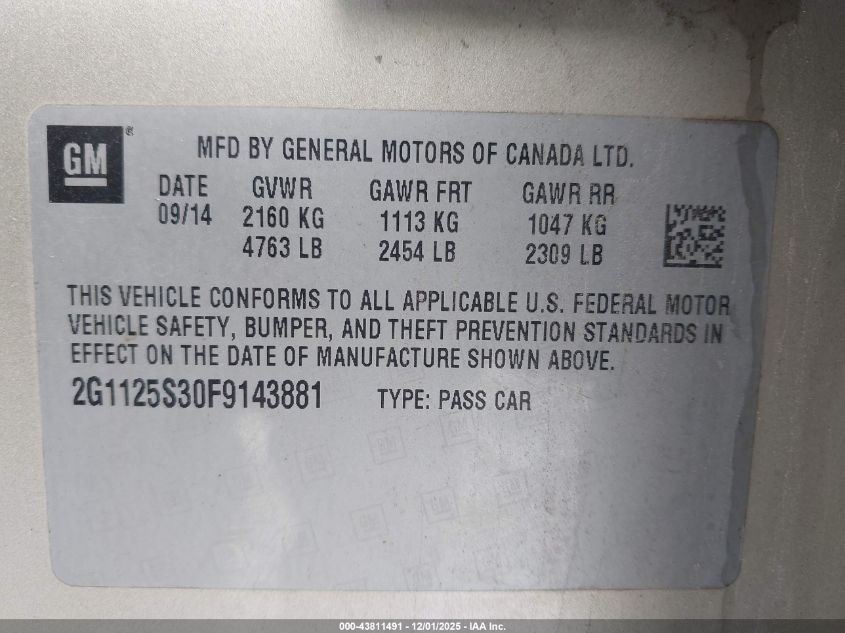 GM ®
MFD BY GENERAL MOTORS OF CANADA LTD.
DATE GVWR GAWR FRT GAWR RR
09/14 2160 KG 1113 KG 1047 KG
4763 LB 2454 LB 2309 LB
THIS VEHICLE CONFORMS TO ALL APPLICABLE U.S. FEDERAL MOTOR
VEHICLE SAFETY, BUMPER, AND THEFT PREVENTION STANDARDS IN
EFFECT ON THE DATE OF MANUFACTURE SHOWN ABOVE.
2G1125S30F9143881 TYPE: PASS CAR
000-43811491 - 12/01/2025 - IAA Inc.